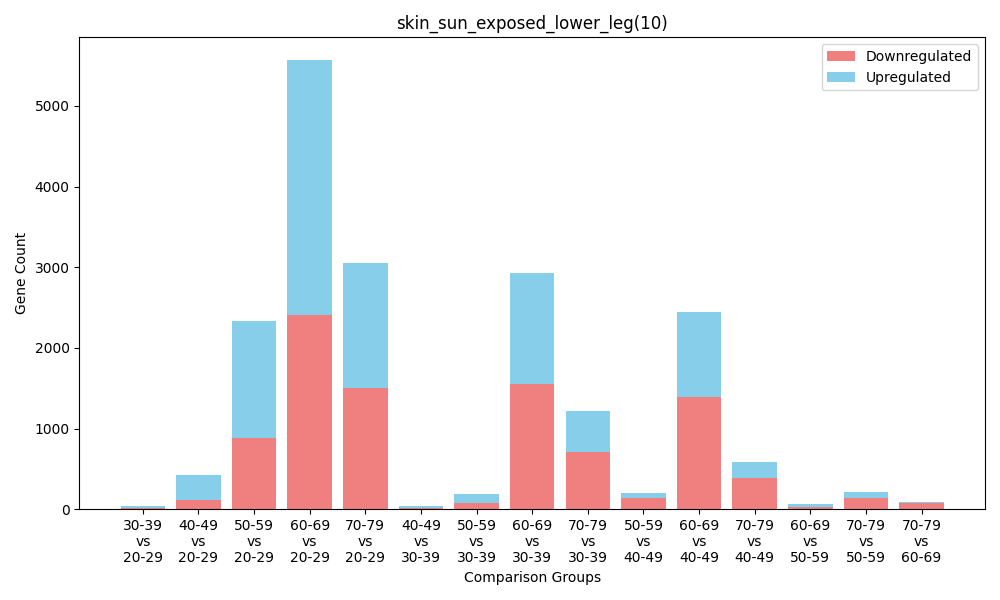 skin_sun_exposed_lower_leg(10)
Downregulated
Upregulated
Gene Count
5000
4000
3000
2000
1000
0
30-39 40-49 50-59 60-69 70-79 40-49 50-59 60-69 70-79 50-59 60-69 70-79 60-69 70-79 70-79
vs vs vs vs vs vs vs vs vs vs vs vs vs vs vs
20-29 20-29 20-29 20-29 20-29 30-39 30-39 30-39 30-39 40-49 40-49 40-49 50-59 50-59 60-69
Comparison Groups